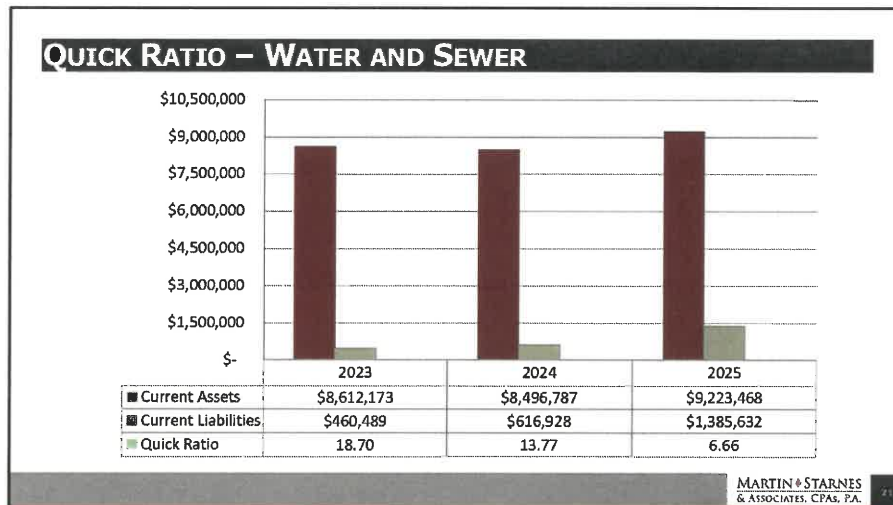 QUICK RATIO – WATER AND SEWER
$10,500,000
$9,000,000
$7,500,000
$6,000,000
$4,500,000
$3,000,000
$1,500,000
$-
2023 2024 2025
Current Assets $8,612,173 $8,496,787 $9,223,468
Current Liabilities $460,489 $616,928 $1,385,632
Quick Ratio 18.70 13.77 6.66
MARTIN STARNES
& ASSOCIATES, CPAs, P.A.
21